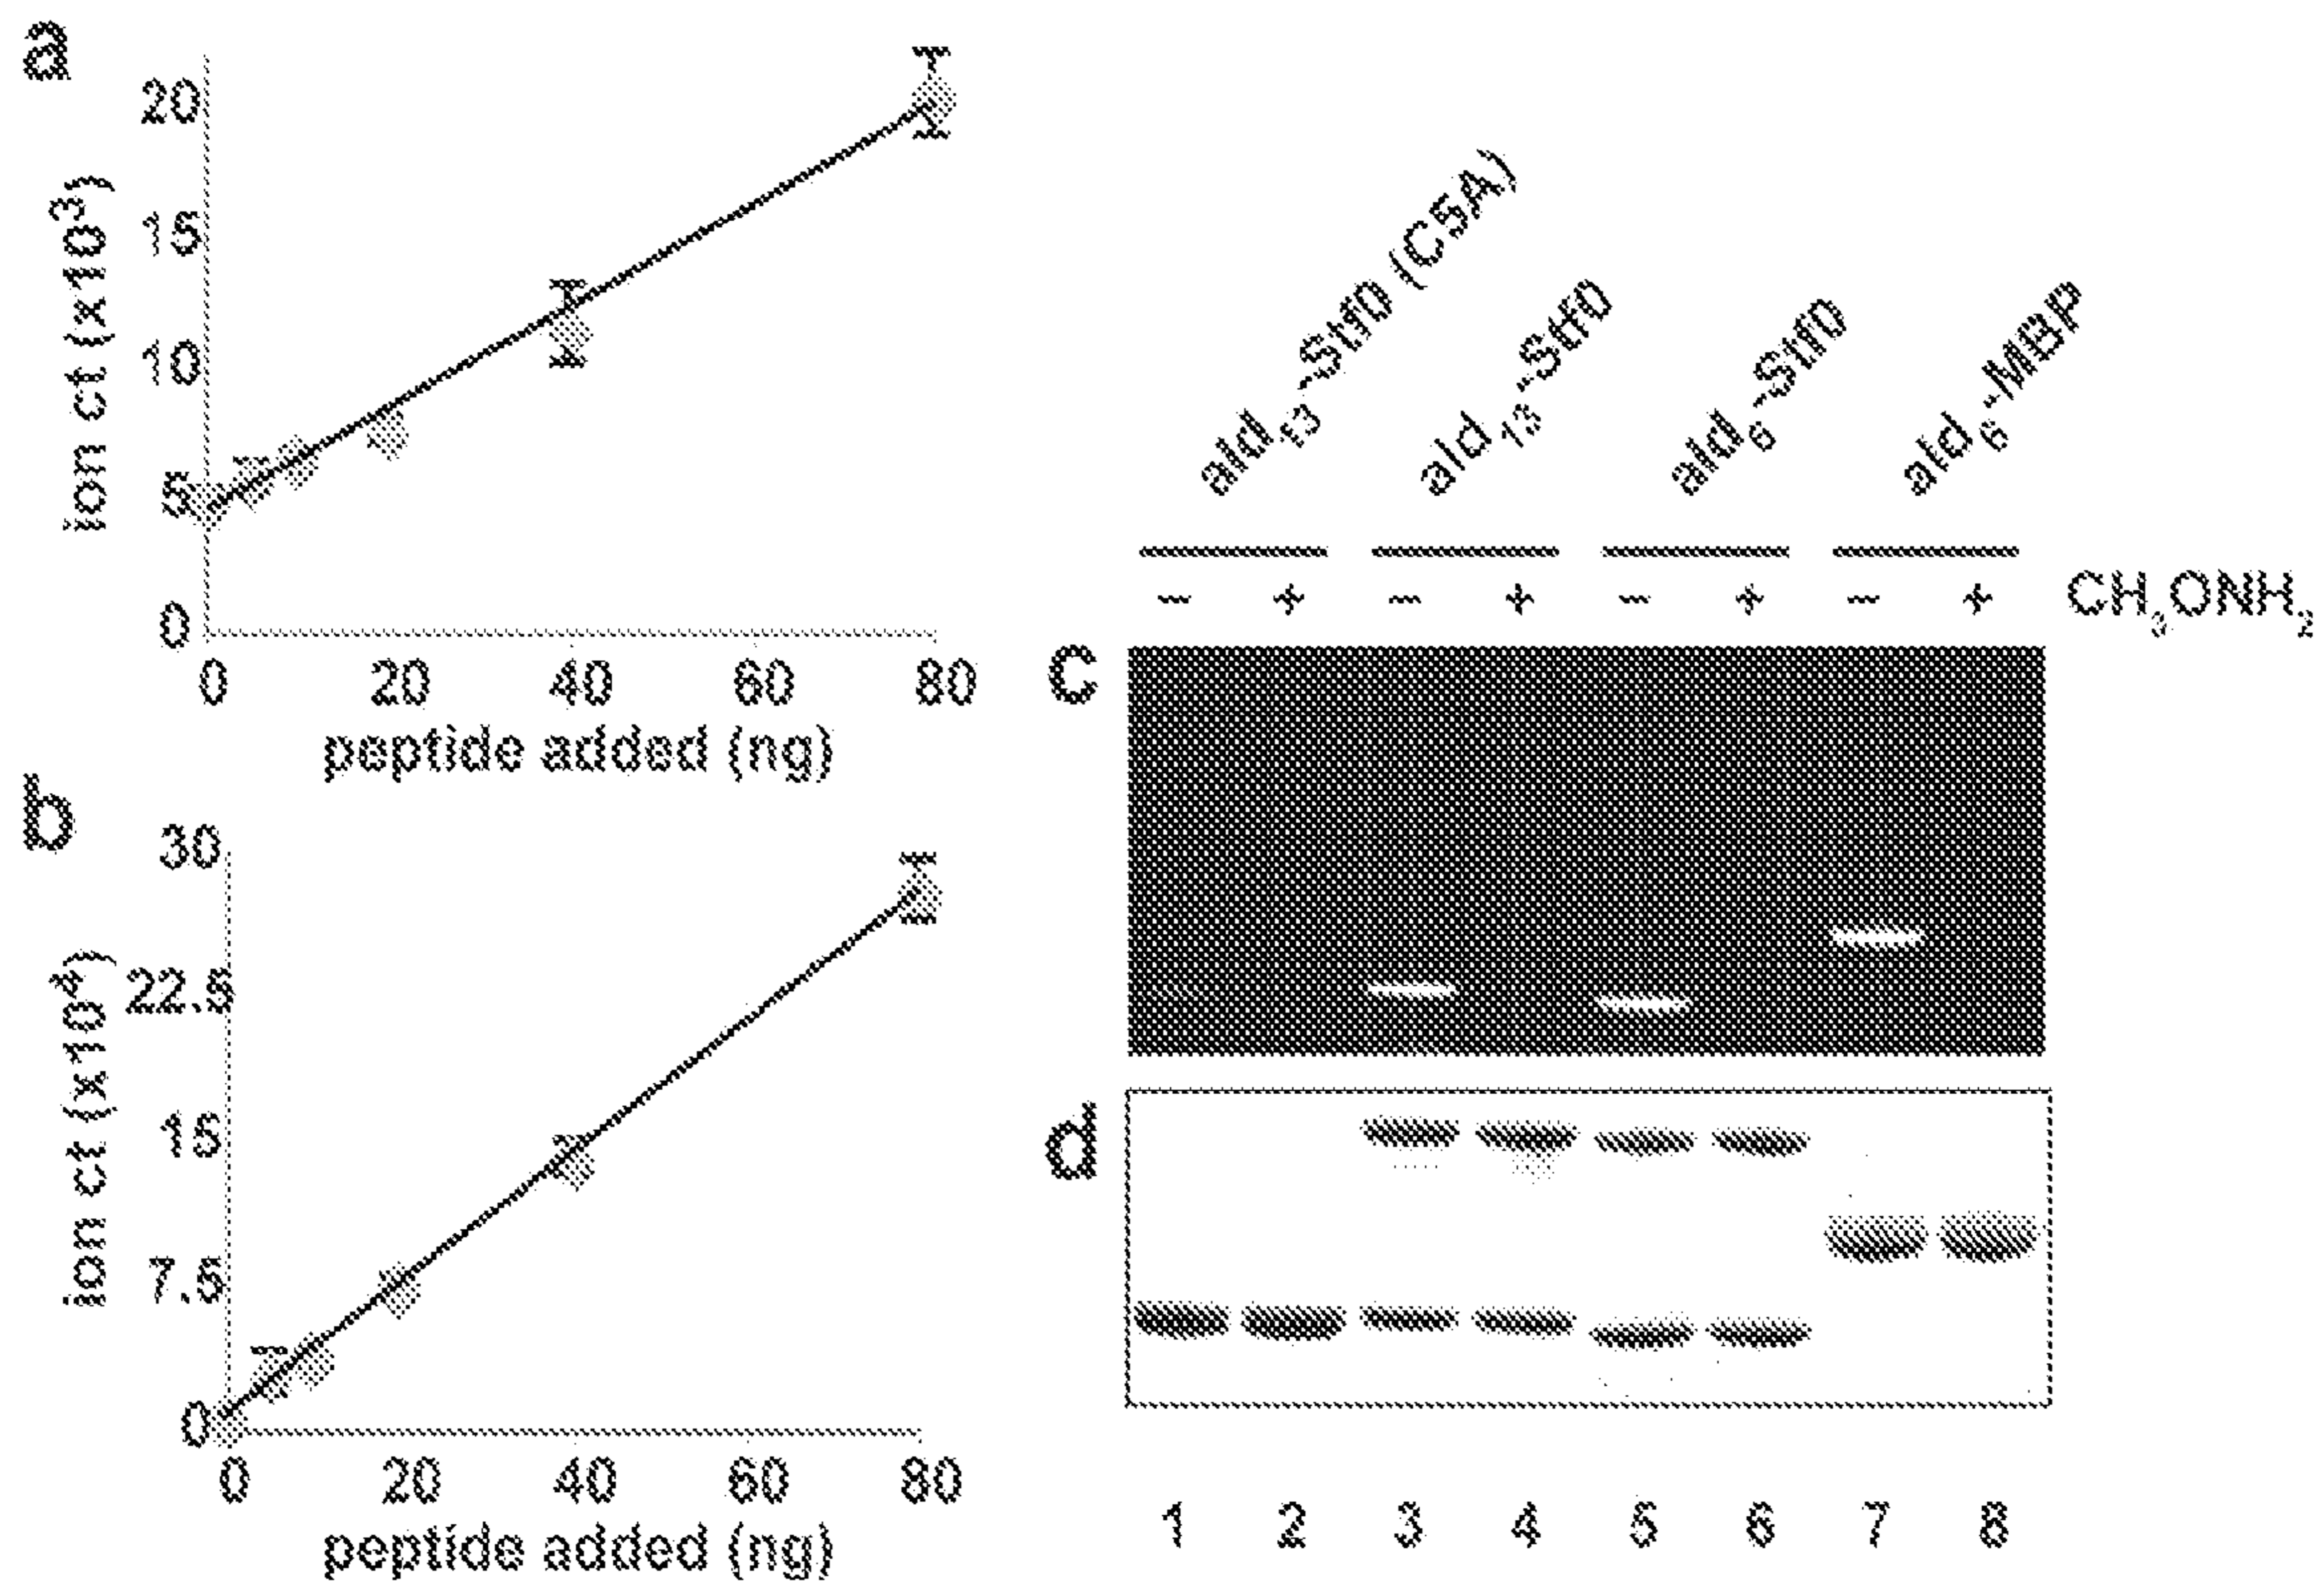 a
20
15
10
5
0
ion ct (x10³)
0 20 40 60 80
peptide added (ng)
b
30
22.5
15
7.5
0
ion ct (x10⁴)
0 20 40 60 80
peptide added (ng)
ald₁₃-Stf0 (C5A)
ald₁₃-Stf0
ald₆-Stf0
ald₆-MBP
− + − + − + − + CH₃ONH₂
c
d
1 2 3 4 5 6 7 8